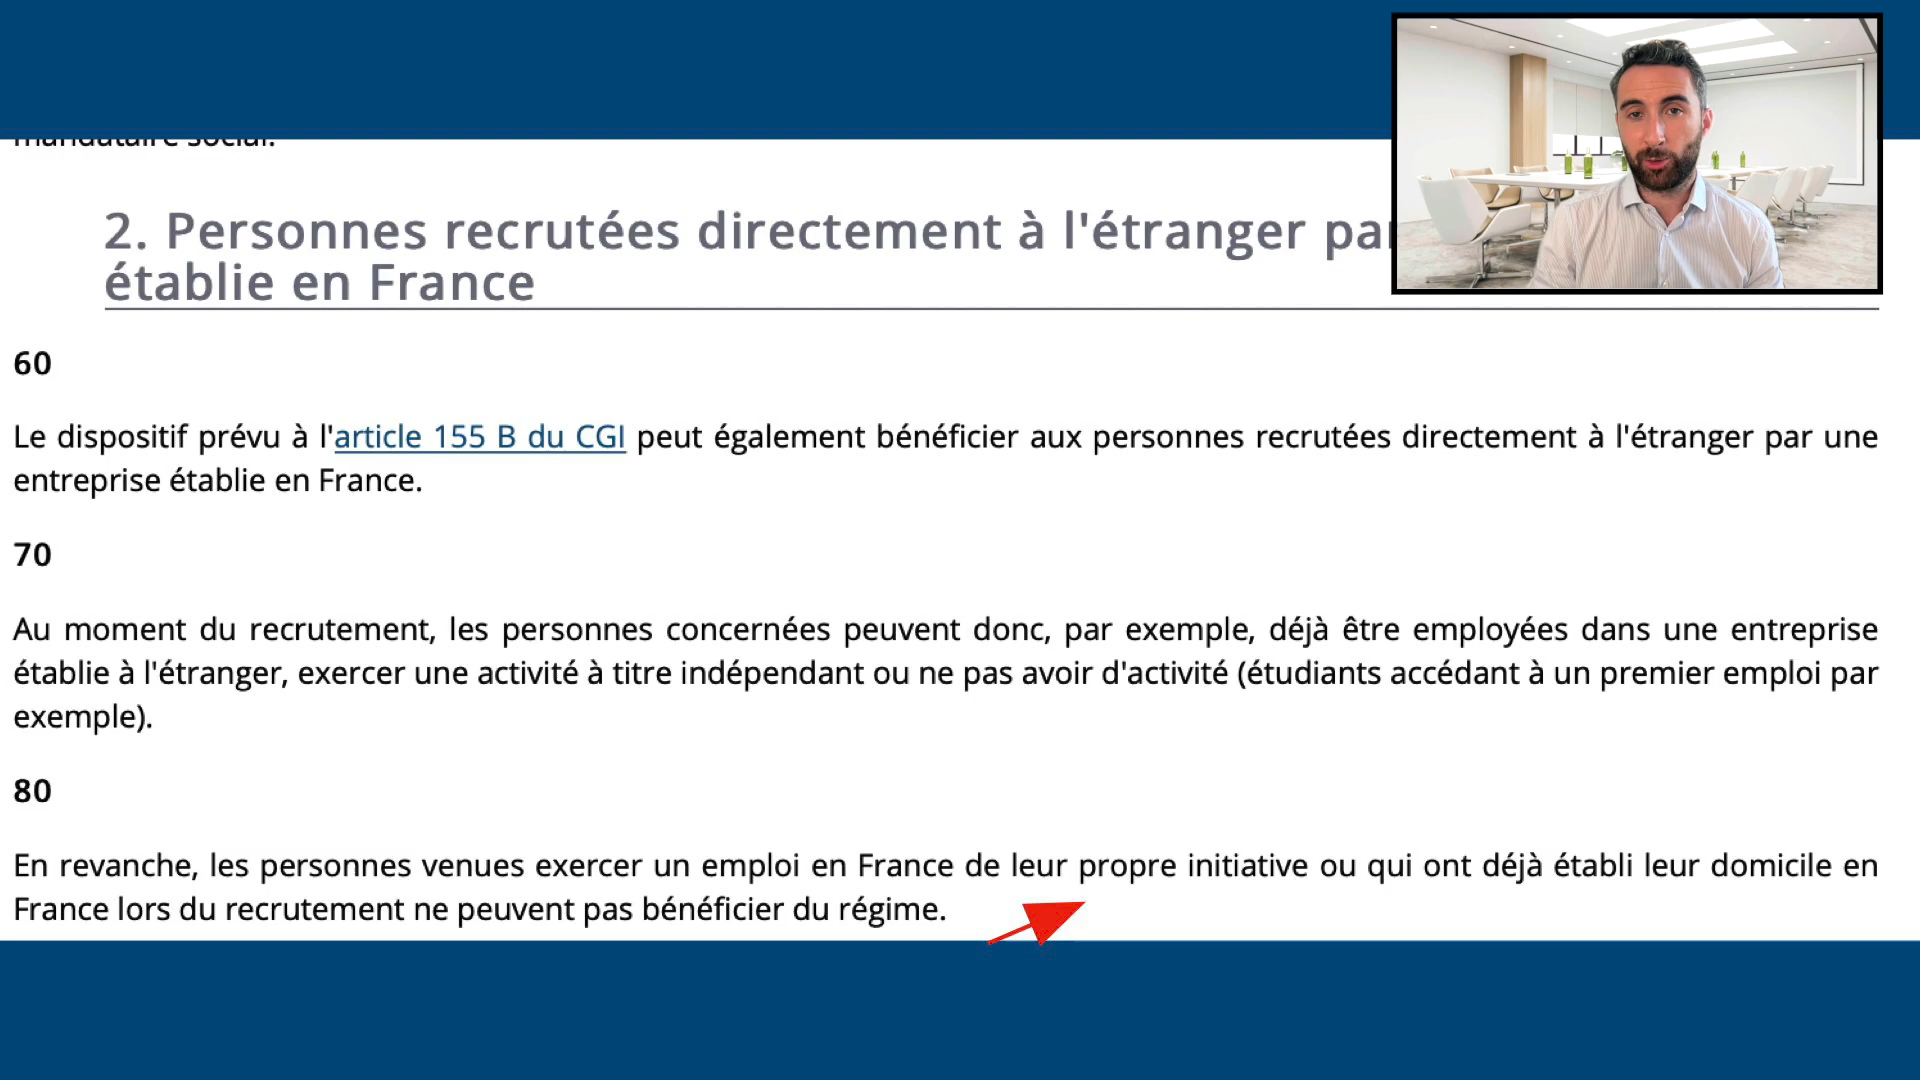 mandataire social.
2. Personnes recrutées directement à l'étranger par
établie en France
60
Le dispositif prévu à l'article 155 B du CGI peut également bénéficier aux personnes recrutées directement à l'étranger par une
entreprise établie en France.
70
Au moment du recrutement, les personnes concernées peuvent donc, par exemple, déjà être employées dans une entreprise
établie à l'étranger, exercer une activité à titre indépendant ou ne pas avoir d'activité (étudiants accédant à un premier emploi par
exemple).
80
En revanche, les personnes venues exercer un emploi en France de leur propre initiative ou qui ont déjà établi leur domicile en
France lors du recrutement ne peuvent pas bénéficier du régime.